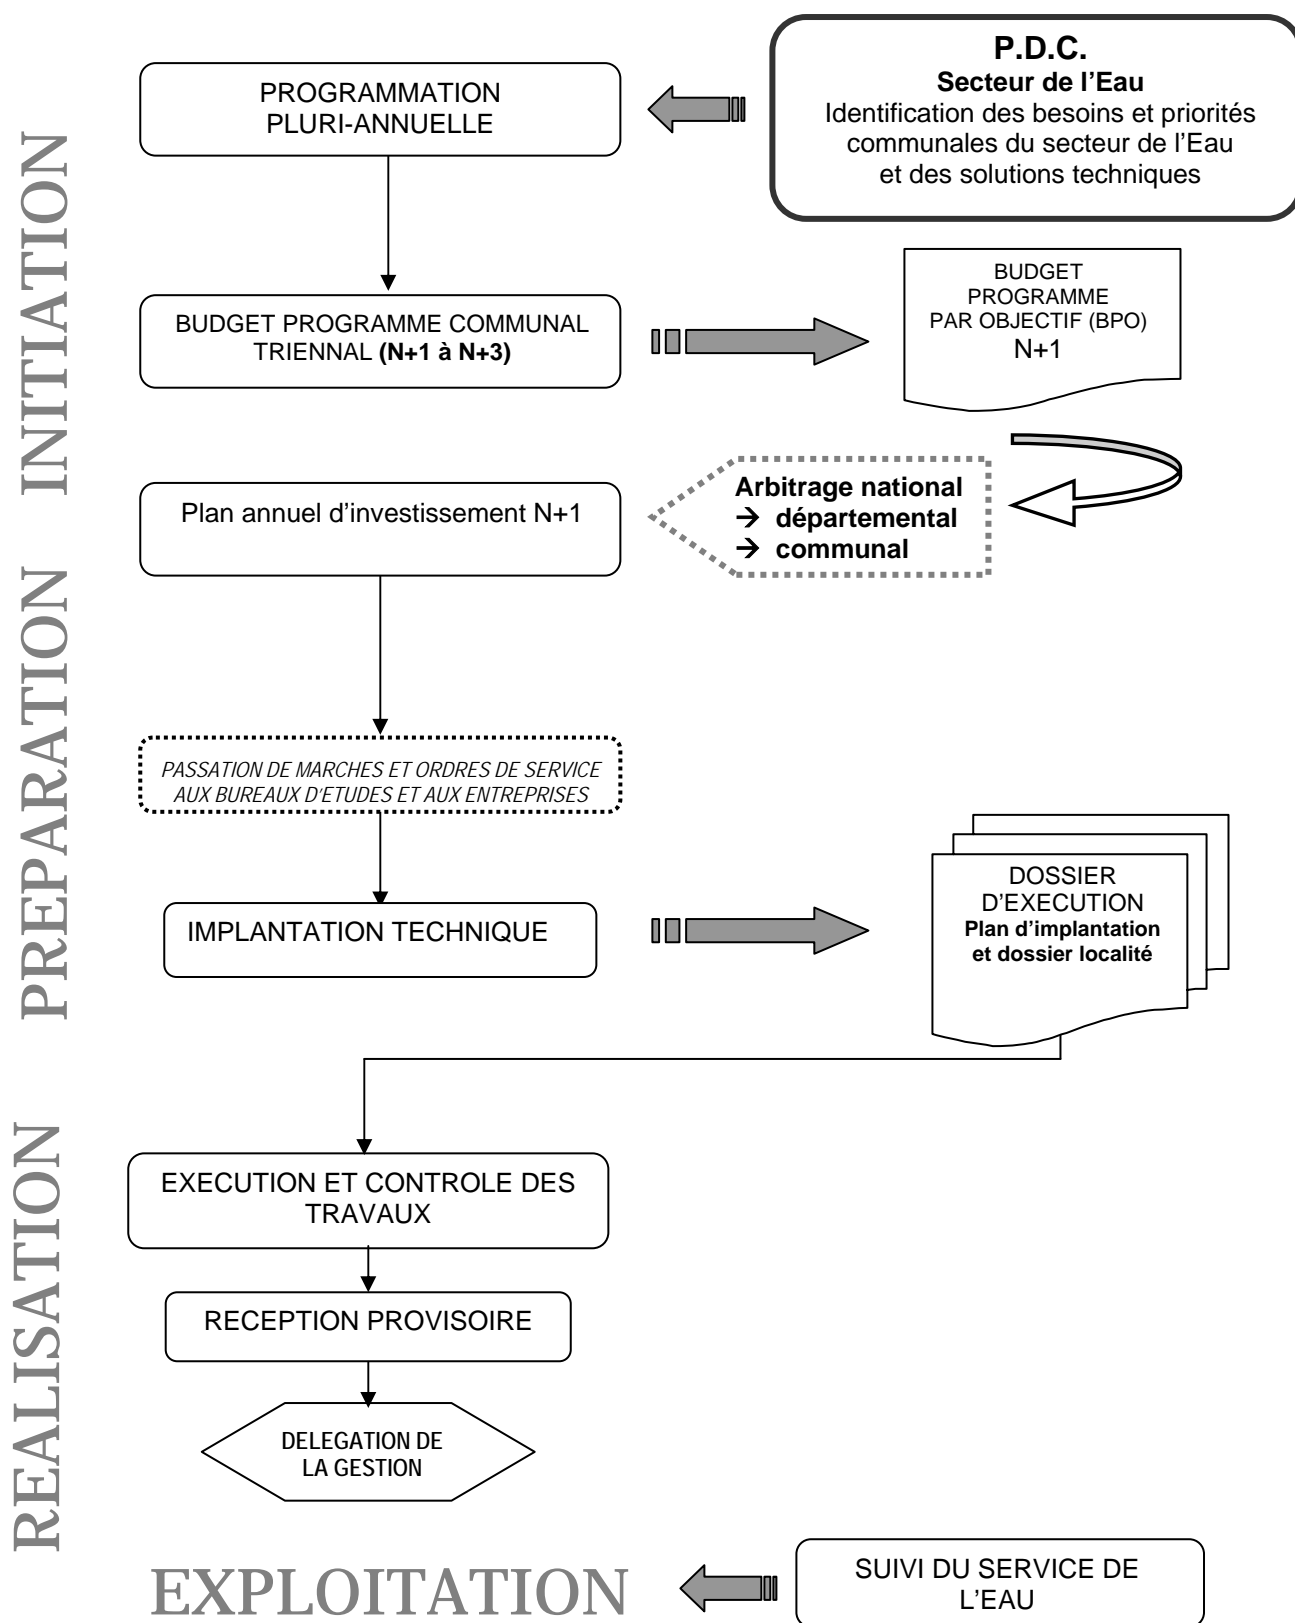 P.D.C.
Secteur de l'Eau
Identification des besoins et priorités
communales du secteur de l'Eau
et des solutions techniques
PROGRAMMATION
PLURI-ANNUELLE
INITIATION
BUDGET PROGRAMME COMMUNAL
TRIENNAL (N+1 à N+3)
BUDGET
PROGRAMME
PAR OBJECTIF (BPO)
N+1
Arbitrage national
→ départemental
→ communal
Plan annuel d'investissement N+1
PREPARATION
PASSATION DE MARCHES ET ORDRES DE SERVICE
AUX BUREAUX D'ETUDES ET AUX ENTREPRISES
IMPLANTATION TECHNIQUE
DOSSIER
D'EXECUTION
Plan d'implantation
et dossier localité
REALISATION
EXECUTION ET CONTROLE DES
TRAVAUX
RECEPTION PROVISOIRE
DELEGATION DE
LA GESTION
EXPLOITATION
SUIVI DU SERVICE DE
L'EAU